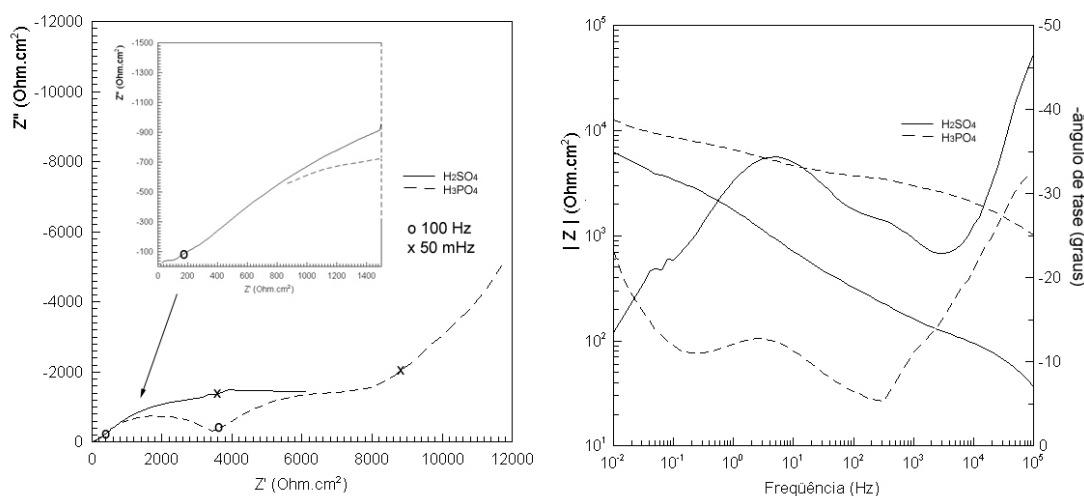 -12000
-10000
-8000
-6000
-4000
-2000
0
Z'' (Ohm.cm²)
-1500
-1300
-1100
-900
-700
-500
-300
-100
Z'' (Ohm.cm²)
0 200 400 600 800 1000 1200 1400
Z' (Ohm.cm²)
H2SO4
H3PO4
o 100 Hz
x 50 mHz
0 2000 4000 6000 8000 10000 12000
Z' (Ohm.cm²)
10⁵
10⁴
10³
10²
10¹
| Z | (Ohm.cm²)
H2SO4
H3PO4
-50
-40
-30
-20
-10
0
-ângulo de fase (graus)
10⁻² 10⁻¹ 10⁰ 10¹ 10² 10³ 10⁴ 10⁵
Freqüência (Hz)